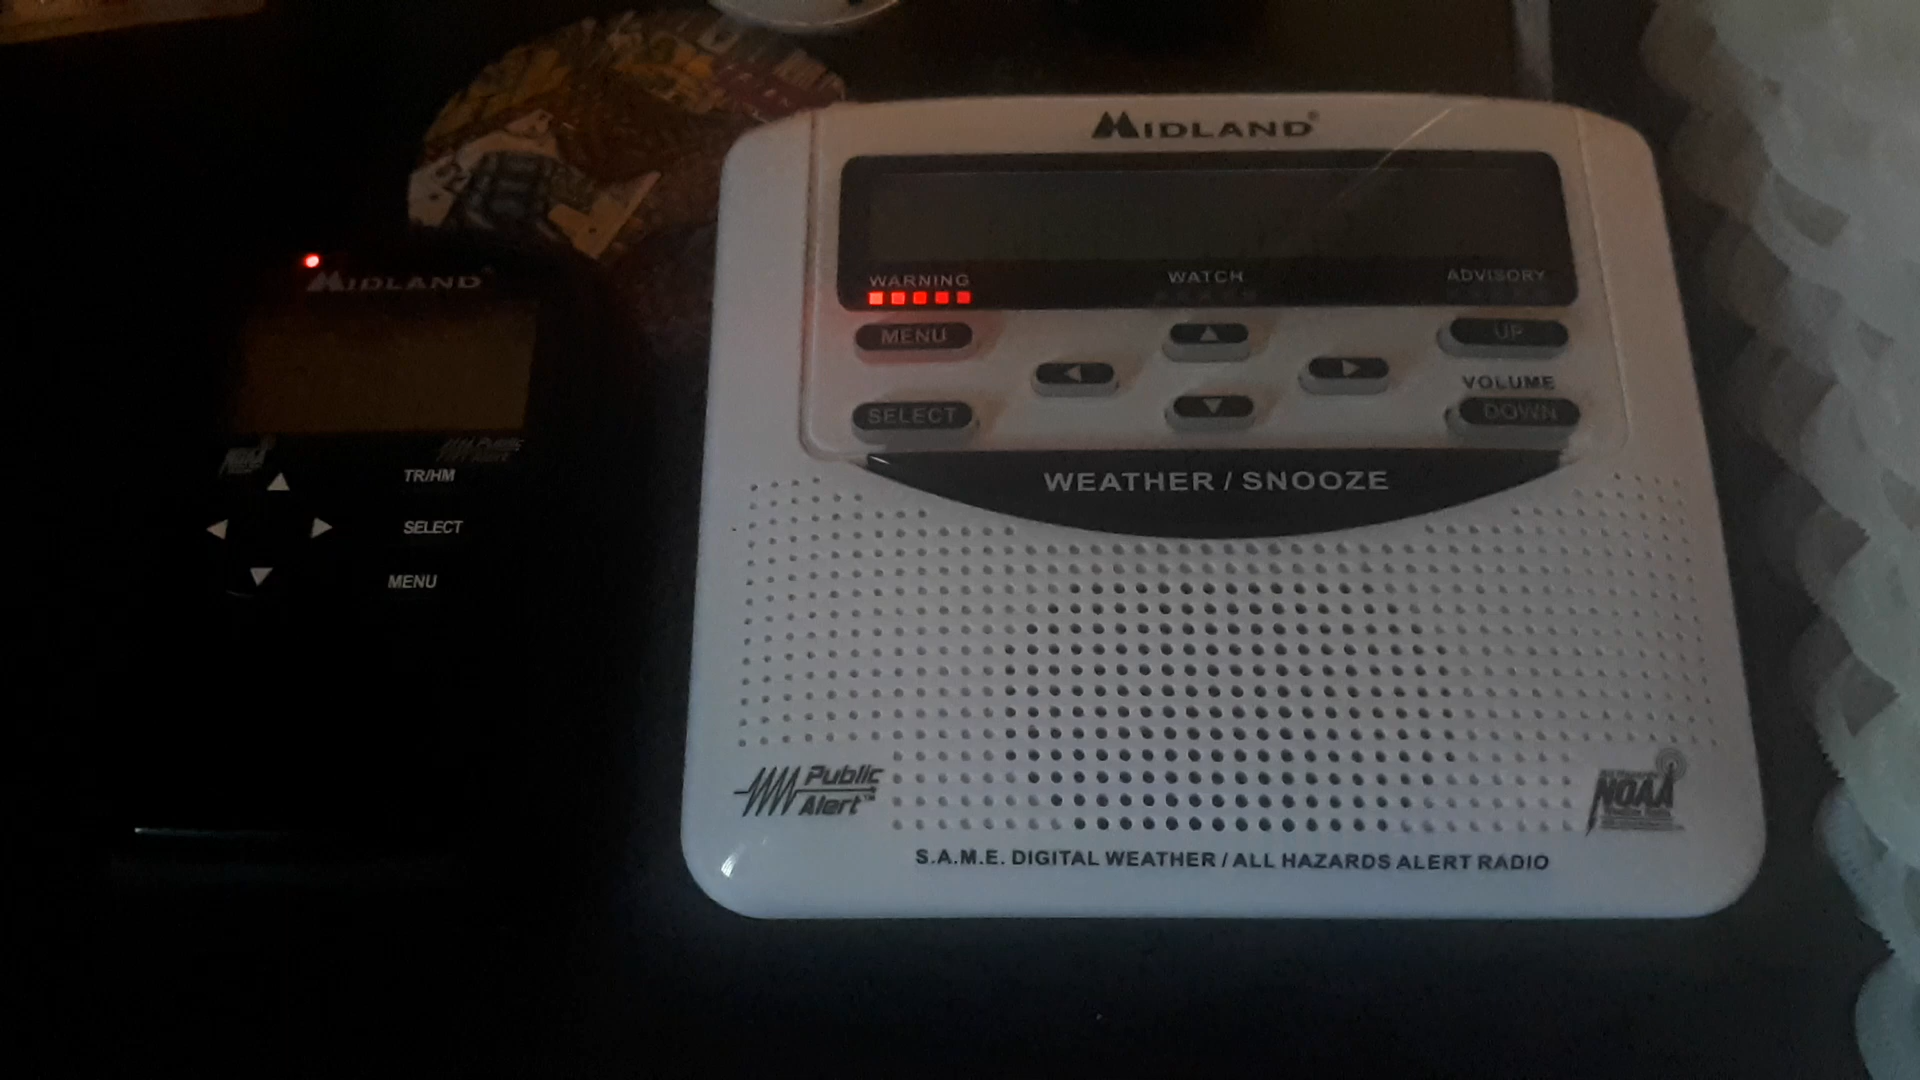 MIDLAND
TR/HM
SELECT
MENU
MIDLAND®
WARNING WATCH ADVISORY
MENU UP
VOLUME
SELECT DOWN
WEATHER / SNOOZE
Public
Alert™
NOAA
S.A.M.E. DIGITAL WEATHER / ALL HAZARDS ALERT RADIO